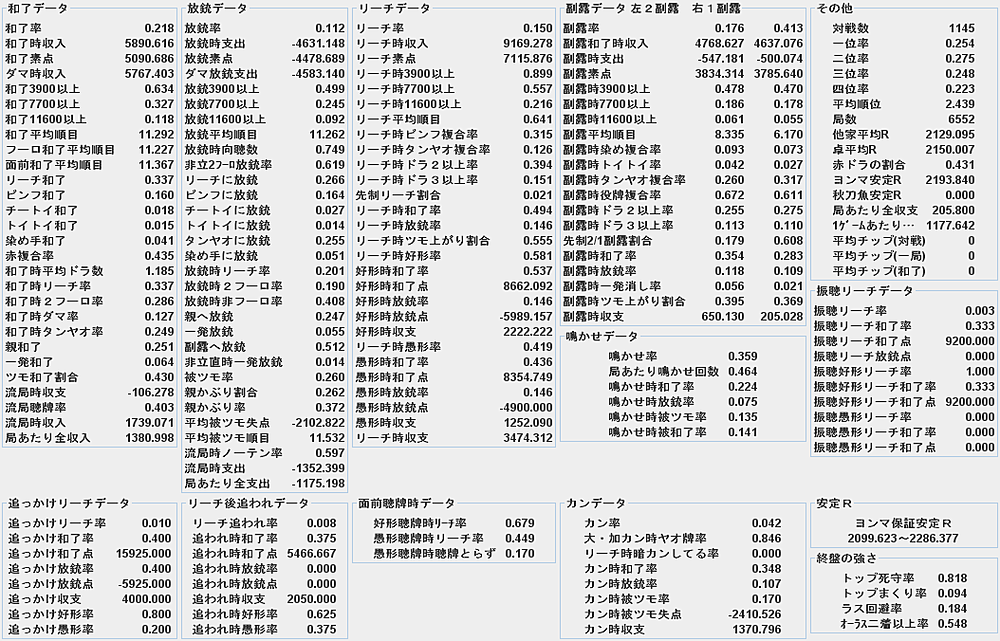 和了データ
和了率 0.218
和了時収入 5890.616
和了素点 5090.686
ダマ時収入 5767.403
和了3900以上 0.634
和了7700以上 0.327
和了11600以上 0.118
和了平均順目 11.292
フーロ和了平均順目 11.227
面前和了平均順目 11.367
リーチ和了 0.337
ピンフ和了 0.160
チートイ和了 0.018
トイトイ和了 0.015
染め手和了 0.041
赤複合率 0.435
和了時平均ドラ数 1.185
和了時リーチ率 0.337
和了時２フーロ率 0.286
和了時ダマ率 0.127
和了時タンヤオ率 0.249
親和了 0.251
一発和了 0.064
ツモ和了割合 0.430
流局時収支 -106.278
流局聴牌率 0.403
流局時収入 1739.071
局あたり全収入 1380.998
放銃データ
放銃率 0.112
放銃時支出 -4631.148
放銃素点 -4478.689
ダマ放銃支出 -4583.140
放銃3900以上 0.499
放銃7700以上 0.245
放銃11600以上 0.092
放銃平均順目 11.262
放銃時向聴数 0.749
非立2ﾌｰﾛ放銃率 0.619
リーチに放銃 0.266
ピンフに放銃 0.164
チートイに放銃 0.027
トイトイに放銃 0.014
タンヤオに放銃 0.255
染め手に放銃 0.051
放銃時リーチ率 0.201
放銃時２フーロ率 0.190
放銃時非フーロ率 0.408
親へ放銃 0.247
一発放銃 0.055
副露へ放銃 0.512
非立直時一発放銃 0.014
被ツモ率 0.260
親かぶり割合 0.262
親かぶり率 0.372
平均被ツモ失点 -2102.822
平均被ツモ順目 11.532
流局時ノーテン率 0.597
流局時支出 -1352.399
局あたり全支出 -1175.198
リーチデータ
リーチ率 0.150
リーチ時収入 9169.278
リーチ素点 7115.876
リーチ時3900以上 0.899
リーチ時7700以上 0.557
リーチ時11600以上 0.216
リーチ平均順目 0.641
リーチ時ピンフ複合率 0.315
リーチ時タンヤオ複合率 0.126
リーチ時ドラ２以上率 0.394
リーチ時ドラ３以上率 0.151
先制リーチ割合 0.021
リーチ時和了率 0.494
リーチ時放銃率 0.146
リーチ時ツモ上がり割合 0.555
リーチ時好形率 0.581
好形時和了率 0.537
好形時和了点 8662.092
好形時放銃率 0.146
好形時放銃点 -5989.157
好形時収支 2222.222
リーチ時愚形率 0.419
愚形時和了率 0.436
愚形時和了点 8354.749
愚形時放銃率 0.146
愚形時放銃点 -4900.000
愚形時収支 1252.090
リーチ時収支 3474.312
副露データ 左２副露 右１副露
副露率 0.176 0.413
副露和了時収入 4768.627 4637.076
副露時支出 -547.181 -500.074
副露素点 3834.314 3785.640
副露時3900以上 0.478 0.470
副露時7700以上 0.186 0.178
副露時11600以上 0.061 0.055
副露平均順目 8.335 6.170
副露時染め複合率 0.093 0.073
副露時トイトイ率 0.042 0.027
副露時タンヤオ複合率 0.260 0.317
副露時役牌複合率 0.672 0.611
副露時ドラ２以上率 0.255 0.275
副露時ドラ３以上率 0.113 0.110
先制2/1副露割合 0.179 0.608
副露時和了率 0.354 0.283
副露時放銃率 0.118 0.109
副露時一発消し率 0.056 0.021
副露時ツモ上がり割合 0.395 0.369
副露時収支 650.130 205.028
鳴かせデータ
鳴かせ率 0.359
局あたり鳴かせ回数 0.464
鳴かせ時和了率 0.224
鳴かせ時放銃率 0.075
鳴かせ時被ツモ率 0.135
鳴かせ時被和了率 0.141
その他
対戦数 1145
一位率 0.254
二位率 0.275
三位率 0.248
四位率 0.223
平均順位 2.439
局数 6552
他家平均R 2129.095
卓平均R 2150.007
赤ドラの割合 0.431
ヨンマ安定R 2193.840
秋刀魚安定R 0.000
局あたり全収支 205.800
1ｹﾞｰﾑあたり… 1177.642
平均チップ(対戦) 0
平均チップ(一局) 0
平均チップ(和了) 0
振聴リーチデータ
振聴リーチ率 0.003
振聴リーチ和了率 0.333
振聴リーチ和了点 9200.000
振聴リーチ放銃点 0.000
振聴好形リーチ率 1.000
振聴好形リーチ和了率 0.333
振聴好形リーチ和了点 9200.000
振聴愚形リーチ率 0.000
振聴愚形リーチ和了率 0.000
振聴愚形リーチ和了点 0.000
追っかけリーチデータ
追っかけリーチ率 0.010
追っかけ和了率 0.400
追っかけ和了点 15925.000
追っかけ放銃率 0.400
追っかけ放銃点 -5925.000
追っかけ収支 4000.000
追っかけ好形率 0.800
追っかけ愚形率 0.200
リーチ後追われデータ
リーチ追われ率 0.008
追われ時和了率 0.375
追われ時和了点 5466.667
追われ時放銃率 0.000
追われ時放銃点 0.000
追われ時収支 2050.000
追われ時好形率 0.625
追われ時愚形率 0.375
面前聴牌時データ
好形聴牌時ﾘｰﾁ率 0.679
愚形聴牌時リーチ率 0.449
愚形聴牌時聴牌とらず 0.170
カンデータ
カン率 0.042
大・加カン時ヤオ牌率 0.846
リーチ時暗カンしてる率 0.000
カン時和了率 0.348
カン時放銃率 0.107
カン時被ツモ率 0.170
カン時被ツモ失点 -2410.526
カン時収支 1370.796
安定Ｒ
ヨンマ保証安定Ｒ
2099.623～2286.377
終盤の強さ
トップ死守率 0.818
トップまくり率 0.094
ラス回避率 0.184
ｵｰﾗｽ二着以上率 0.548